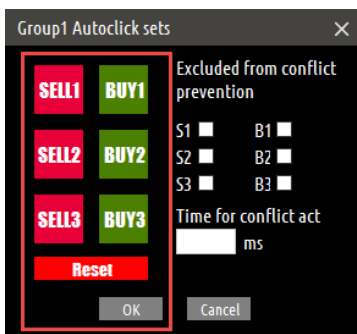 Group1 Autoclick sets
SELL1 BUY1
SELL2 BUY2
SELL3 BUY3
Reset
Excluded from conflict
prevention
S1 B1
S2 B2
S3 B3
Time for conflict act
ms
OK Cancel